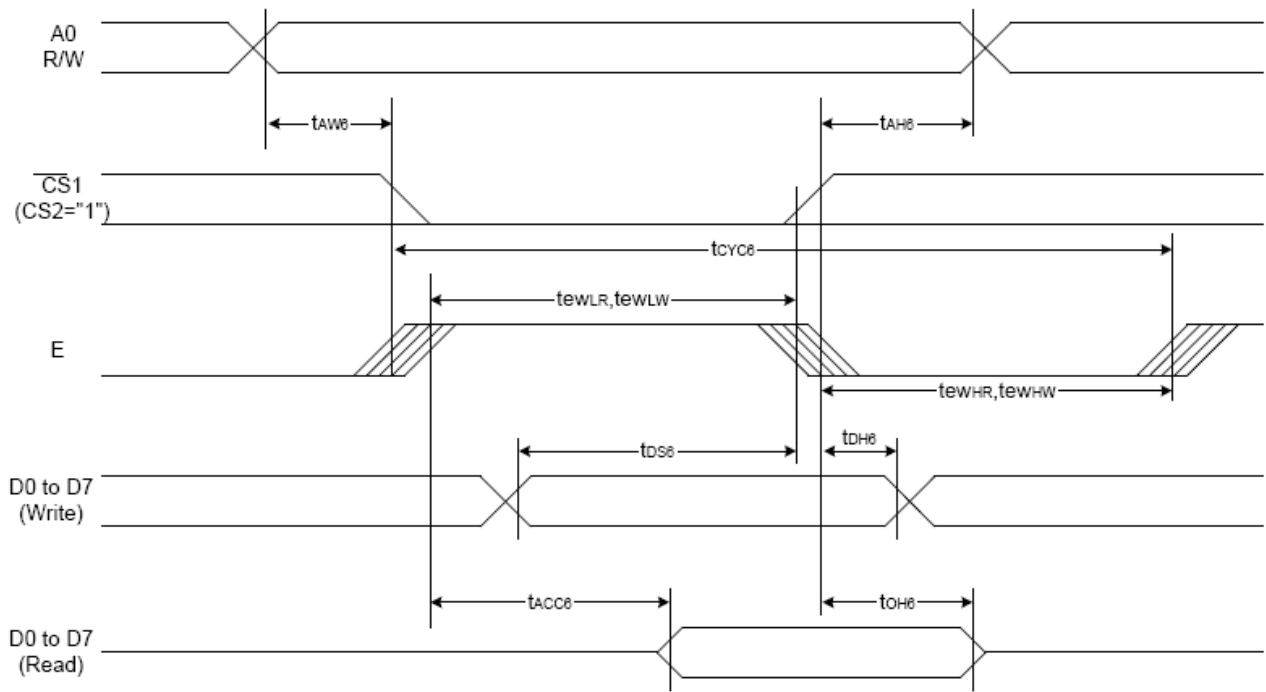 A0
R/W
tAW6
tAH6
CS1
(CS2="1")
tCYC6
tewLR,tewLW
E
tewHR,tewHW
tDS6
tDH6
D0 to D7
(Write)
tACC6
tOH6
D0 to D7
(Read)